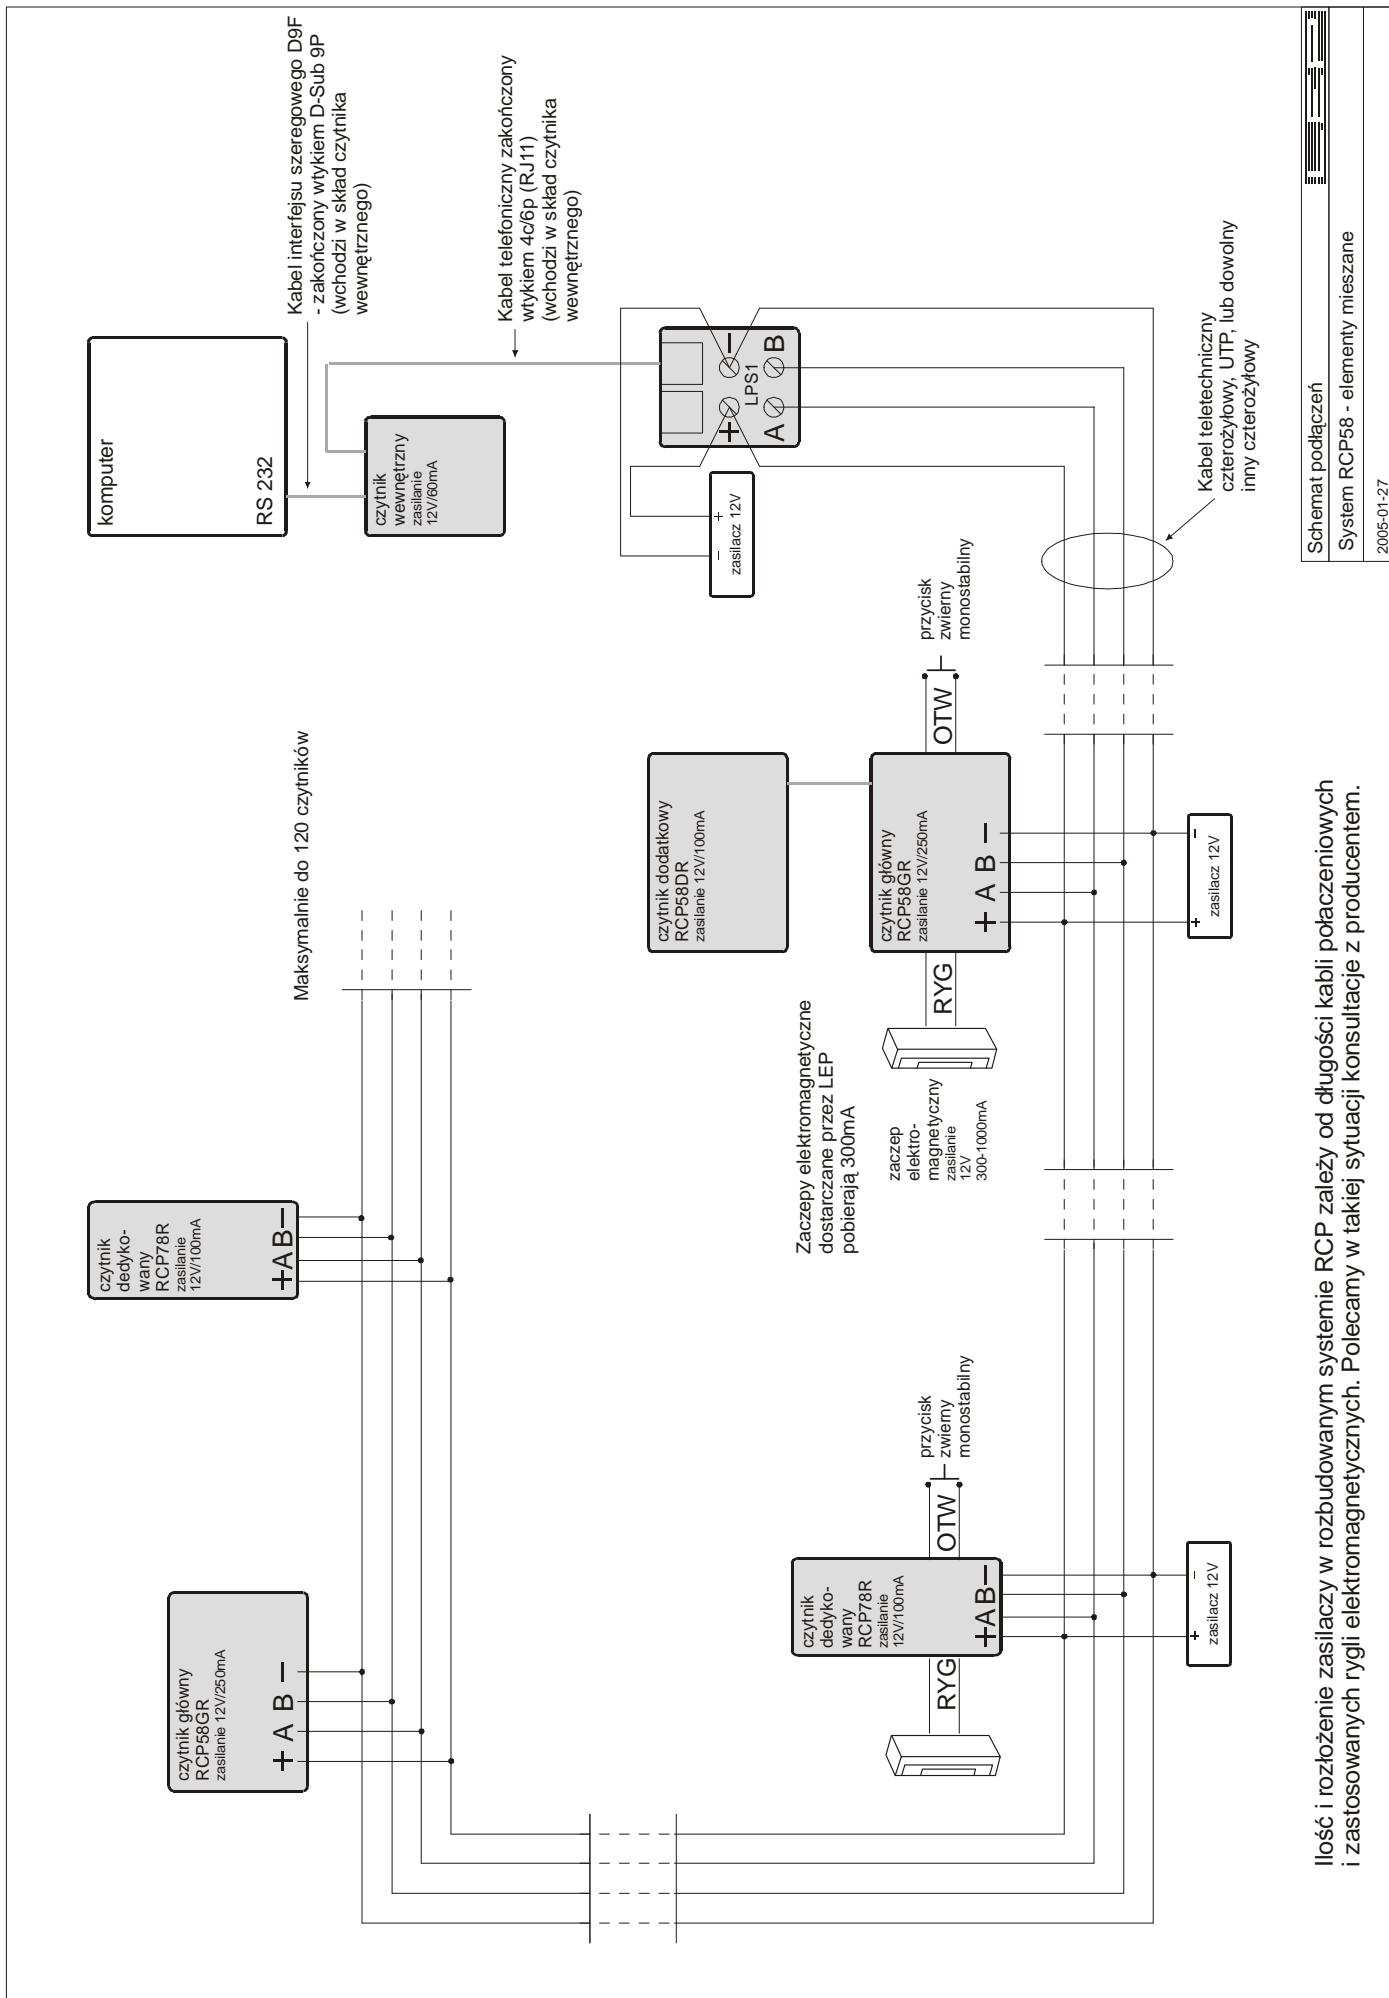 komputer
RS 232
Kabel interfejsu szeregowego D9F
- zakończony wtykiem D-Sub 9P
(wchodzi w skład czytnika
wewnętrznego)
czytnik
wewnętrzny
zasilanie
12V/60mA
Kabel telefoniczny zakończony
wtykiem 4c/6p (RJ11)
(wchodzi w skład czytnika
wewnętrznego)
+ -
LPS1
A B
- +
zasilacz 12V
Kabel teletechniczny
czterożyłowy, UTP, lub dowolny
inny czterożyłowy
Maksymalnie do 120 czytników
czytnik
dedyko-
wany
RCP78R
zasilanie
12V/100mA
+AB-
czytnik główny
RCP58GR
zasilanie 12V/250mA
+ A B -
czytnik dodatkowy
RCP58DR
zasilanie 12V/100mA
czytnik główny
RCP58GR
zasilanie 12V/250mA
+ A B -
RYG
OTW
przycisk
zwierny
monostabilny
Zaczepy elektromagnetyczne
dostarczane przez LEP
pobierają 300mA
zaczep
elektro-
magnetyczny
zasilanie
12V
300-1000mA
+ -
zasilacz 12V
czytnik
dedyko-
wany
RCP78R
zasilanie
12V/100mA
+AB-
RYG
OTW
przycisk
zwierny
monostabilny
+ -
zasilacz 12V
Ilość i rozłożenie zasilaczy w rozbudowanym systemie RCP zależy od długości kabli połaczeniowych
i zastosowanych rygli elektromagnetycznych. Polecamy w takiej sytuacji konsultacje z producentem.
Schemat podłączeń
System RCP58 - elementy mieszane
2005-01-27